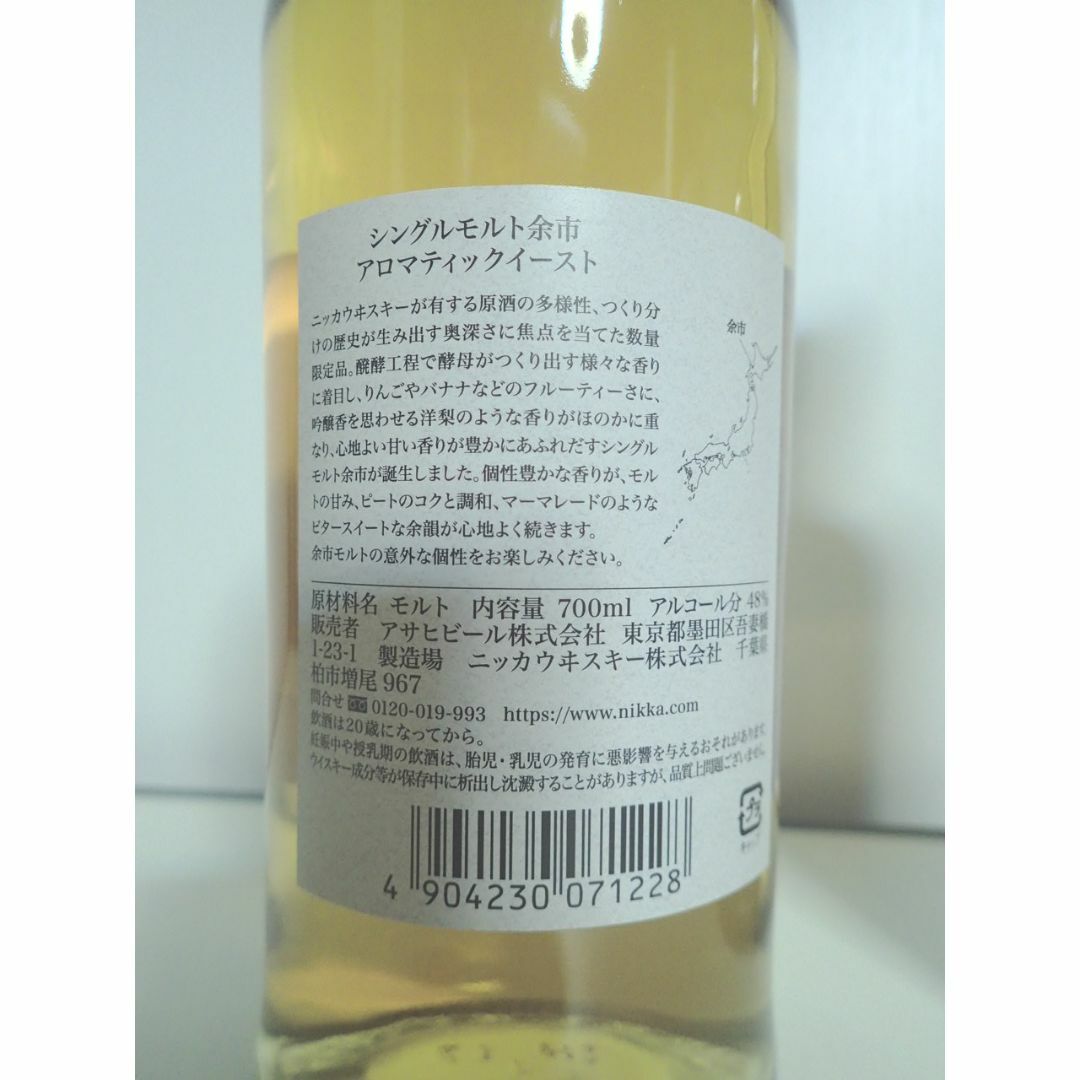 シングルモルト余市
アロマティックイースト
ニッカウヰスキーが有する原酒の多様性、つくり分
けの歴史が生み出す奥深さに焦点を当てた数量
限定品。醗酵工程で酵母がつくり出す様々な香り
に着目し、りんごやバナナなどのフルーティーさに、
吟醸香を思わせる洋梨のような香りがほのかに重
なり、心地よい甘い香りが豊かにあふれだすシングル
モルト余市が誕生しました。個性豊かな香りが、モル
トの甘み、ピートのコクと調和、マーマレードのような
ビタースイートな余韻が心地よく続きます。
余市モルトの意外な個性をお楽しみください。
余市
原材料名 モルト 内容量 700ml アルコール分 48%
販売者 アサヒビール株式会社 東京都墨田区吾妻橋
1-23-1 製造場 ニッカウヰスキー株式会社 千葉県
柏市増尾967
問合せ 0120-019-993 https://www.nikka.com
飲酒は20歳になってから。
妊娠中や授乳期の飲酒は、胎児・乳児の発育に悪影響を与えるおそれがあります。
ウイスキー成分等が保存中に析出し沈澱することがありますが、品質上問題ございません。
プラ
キャップ
4 904230 071228